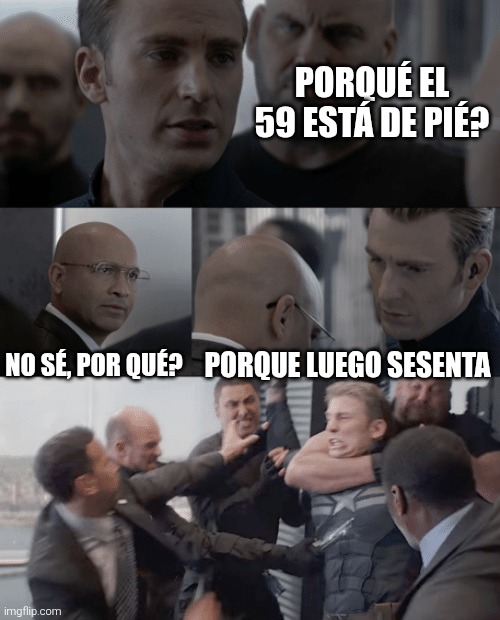 PORQUÉ EL
59 ESTÁ DE PIÉ?
NO SÉ, POR QUÉ?
PORQUE LUEGO SESENTA
imgflip.com